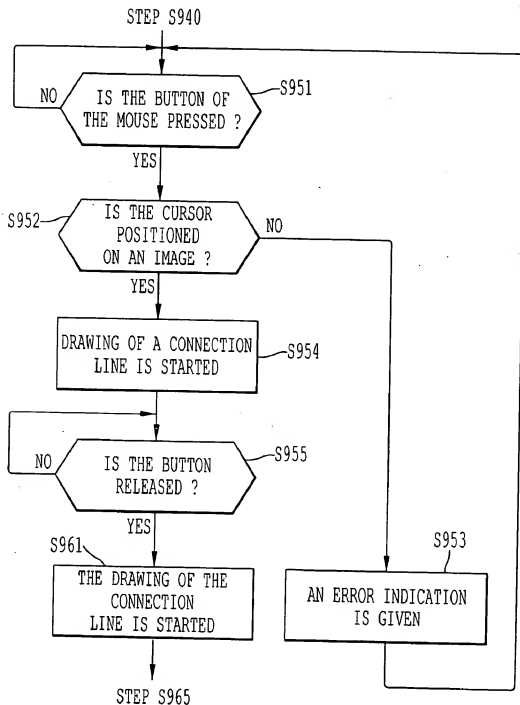 STEP S940
S951
IS THE BUTTON OF
THE MOUSE PRESSED ?
NO
YES
S952
IS THE CURSOR
POSITIONED
ON AN IMAGE ?
NO
YES
DRAWING OF A CONNECTION
LINE IS STARTED
S954
S955
IS THE BUTTON
RELEASED ?
NO
YES
S961
THE DRAWING OF THE
CONNECTION
LINE IS STARTED
S953
AN ERROR INDICATION
IS GIVEN
STEP S965